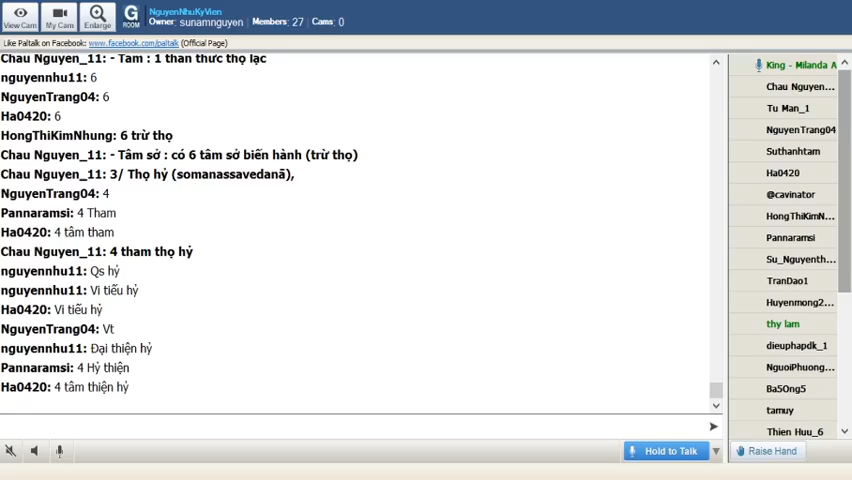 View Cam
My Cam
Enlarge
G
ROOM
NguyenNhuKyVien
Owner: sunamnguyen , Members: 27 Cams: 0
Like Paltalk on Facebook: www.facebook.com/paltalk (Official Page)
Chau Nguyen_11: - Tâm : 1 thân thức thọ lạc
nguyennhu11: 6
NguyenTrang04: 6
Ha0420: 6
HongThiKimNhung: 6 trừ thọ
Chau Nguyen_11: - Tâm sở : có 6 tâm sở biến hành (trừ thọ)
Chau Nguyen_11: 3/ Thọ hỷ (somanassavedanā),
NguyenTrang04: 4
Pannaramsi: 4 Tham
Ha0420: 4 tâm tham
Chau Nguyen_11: 4 tham thọ hỷ
nguyennhu11: Qs hỷ
nguyennhu11: Vi tiếu hỷ
Ha0420: Vi tiếu hỷ
NguyenTrang04: Vt
nguyennhu11: Đại thiện hỷ
Pannaramsi: 4 Hỷ thiện
Ha0420: 4 tâm thiện hỷ
King - Milanda A
Chau Nguyen...
Tu Man_1
NguyenTrang04
Suthanhtam
Ha0420
@cavinator
HongThiKimN...
Pannaramsi
Su_Nguyenth...
TranDao1
Huyenmong2...
thy lam
dieuphapdk_1
NguoiPhuong...
Ba5Ong5
tamuy
Thien Huu_6
Hold to Talk
Raise Hand